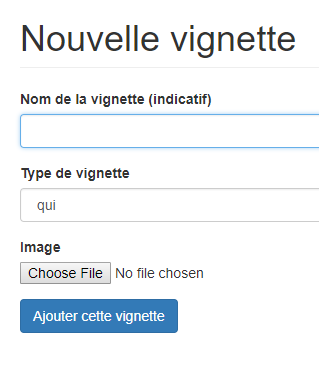 Nouvelle vignette
Nom de la vignette (indicatif)
Type de vignette
qui
Image
Choose File No file chosen
Ajouter cette vignette